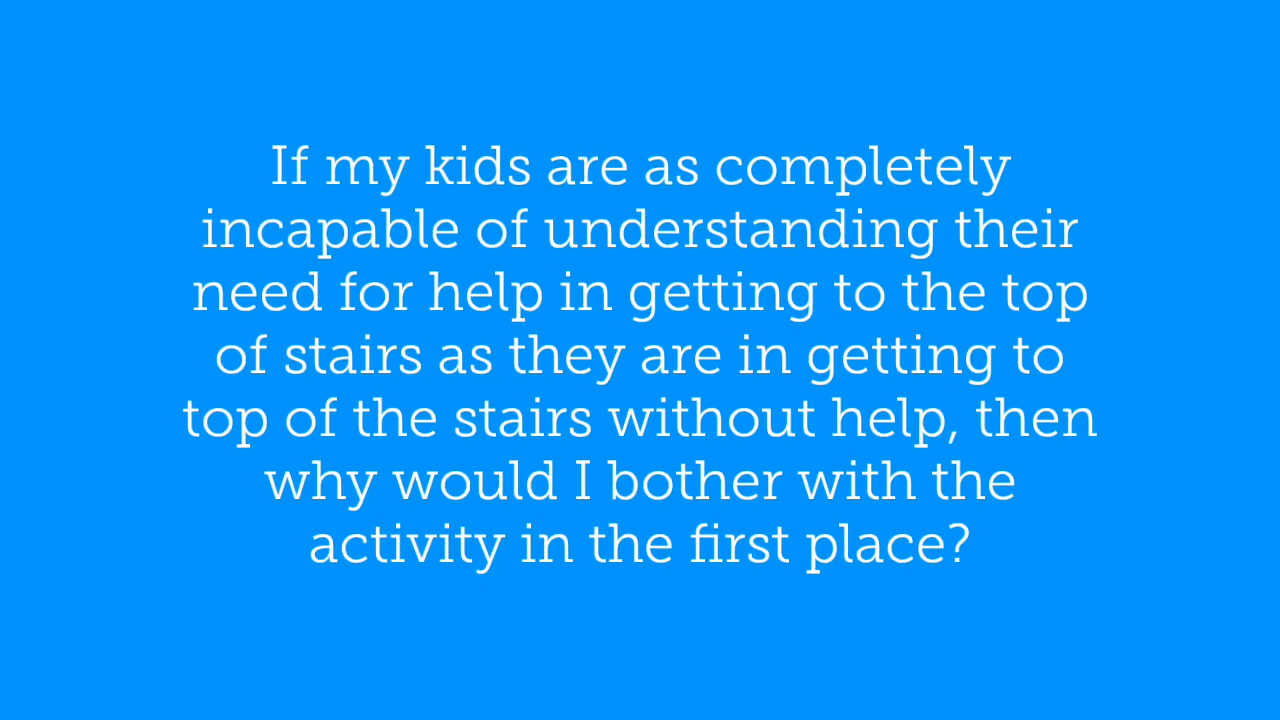 If my kids are as completely
incapable of understanding their
need for help in getting to the top
of stairs as they are in getting to
top of the stairs without help, then
why would I bother with the
activity in the first place?